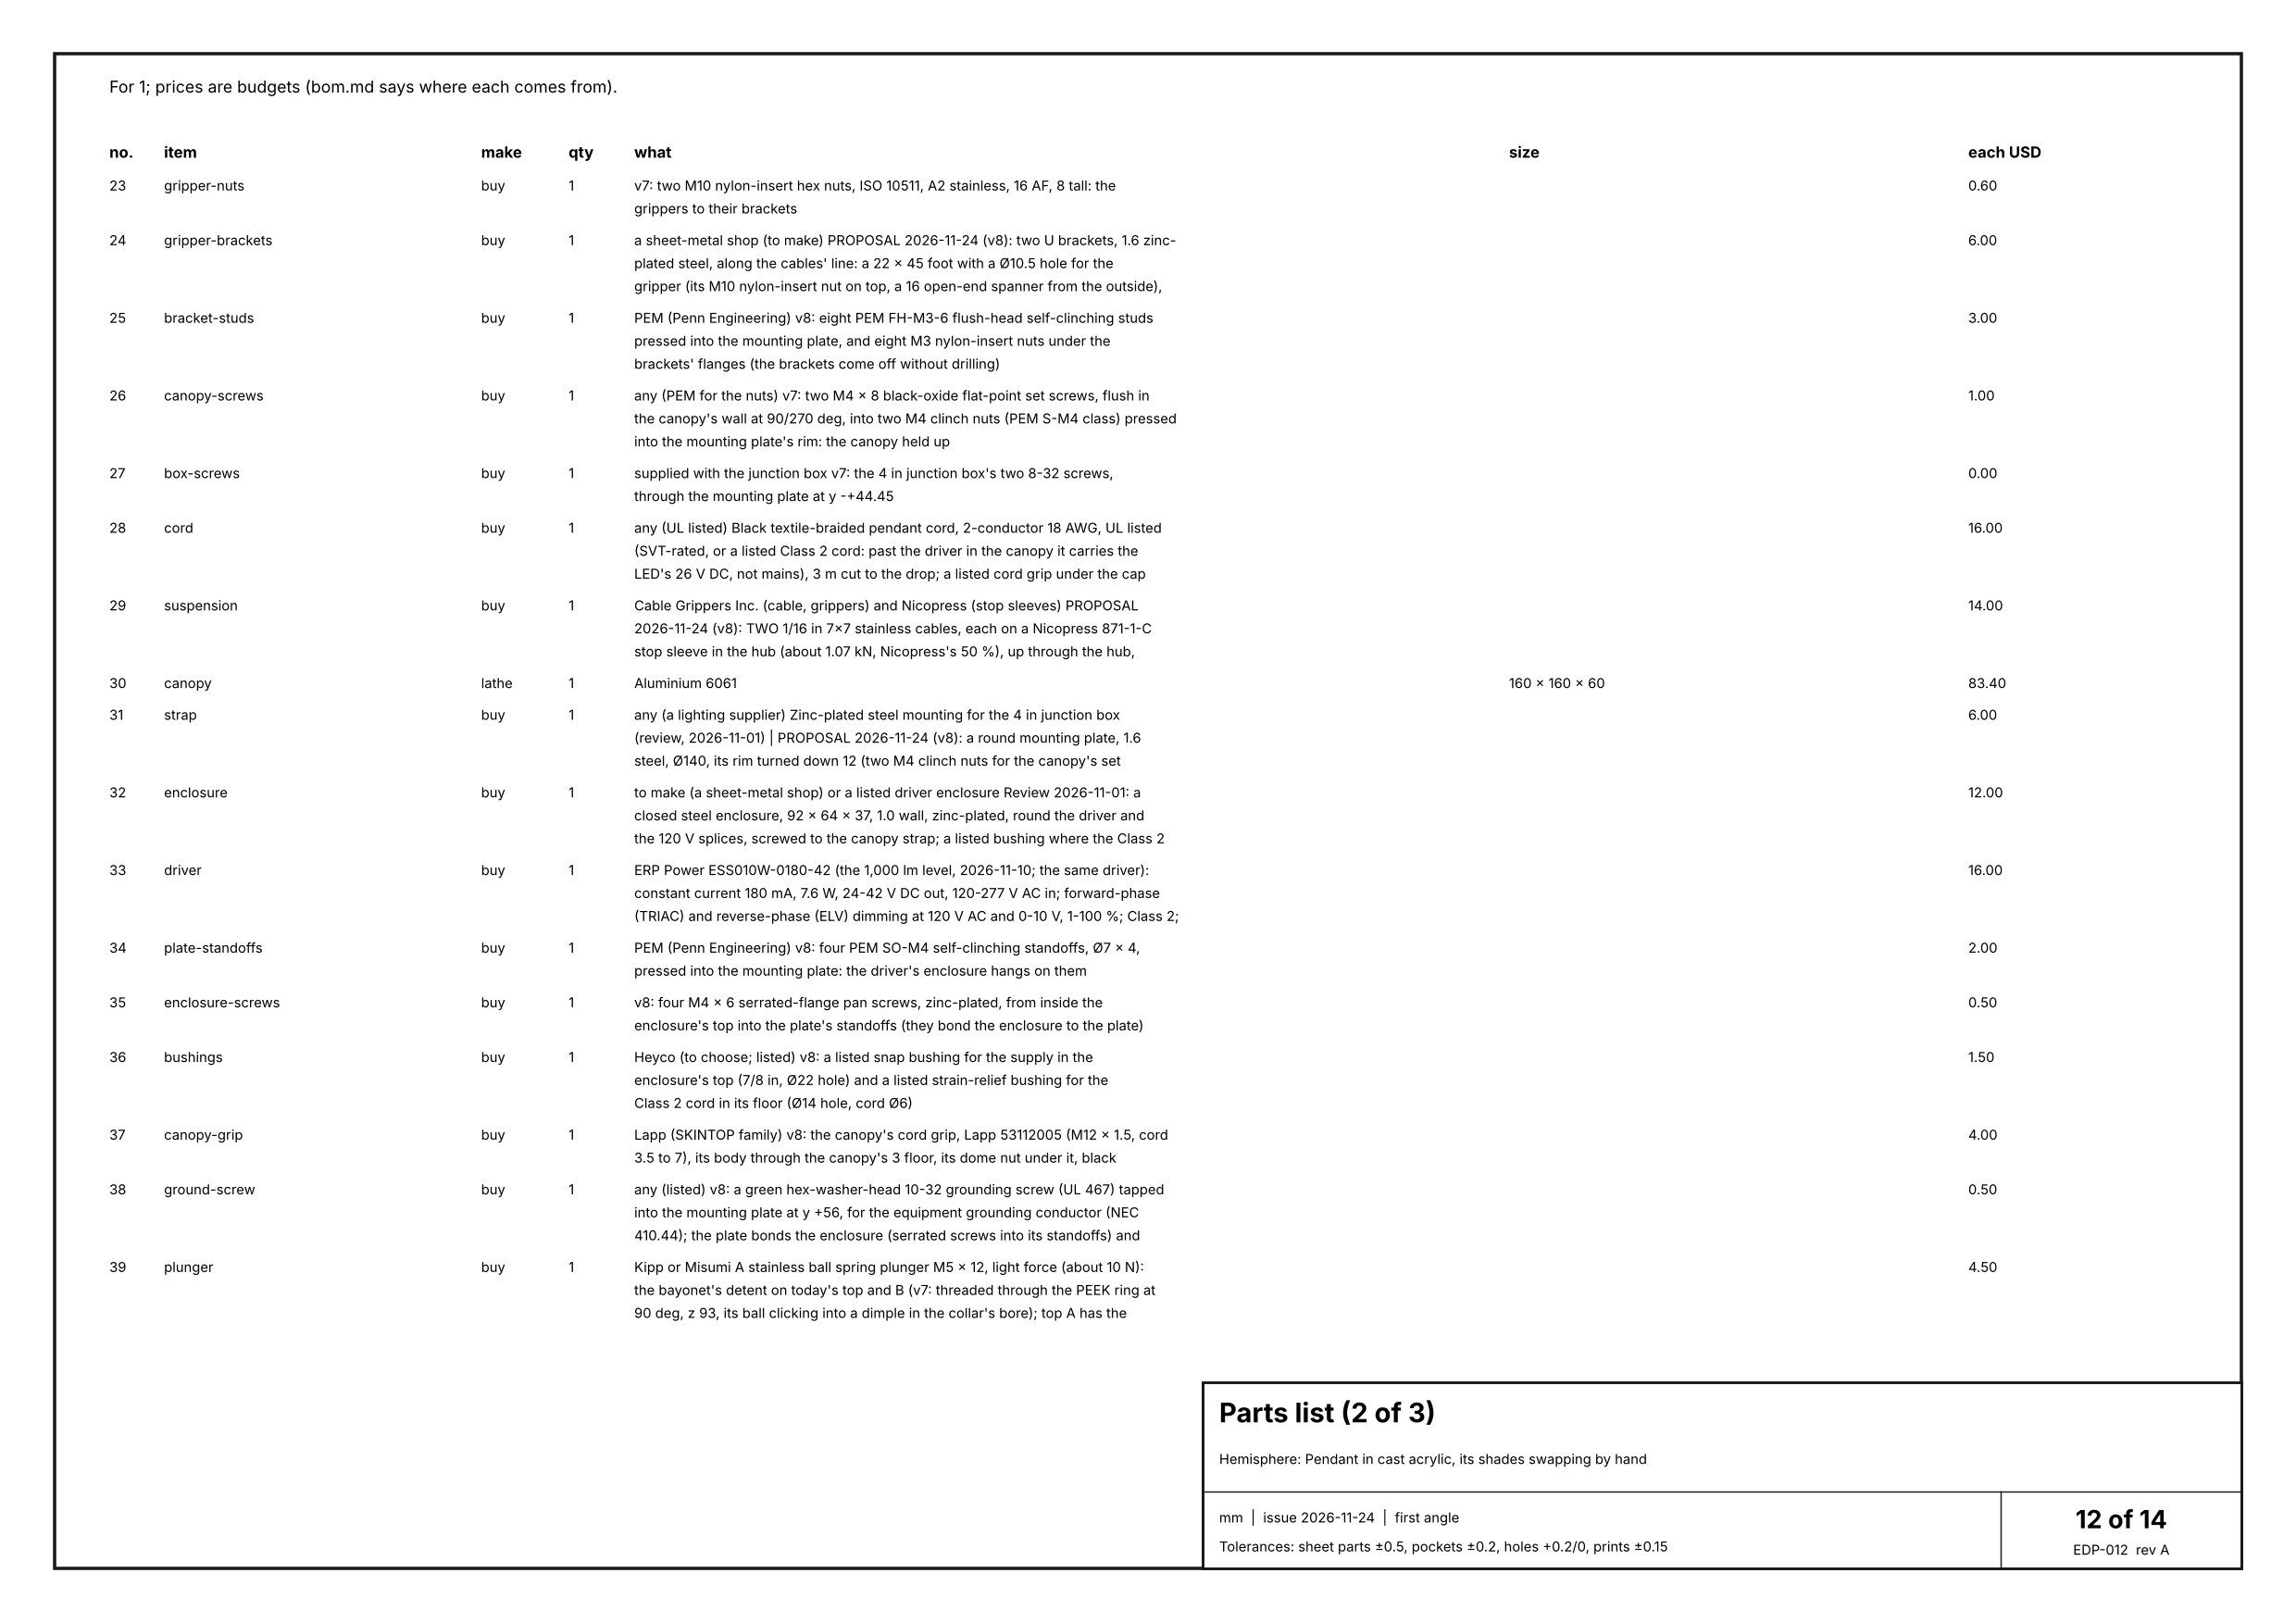 For 1; prices are budgets (bom.md says where each comes from).
no. item make qty what size each USD
23 gripper-nuts buy 1 v7: two M10 nylon-insert hex nuts, ISO 10511, A2 stainless, 16 AF, 8 tall: the 0.60
grippers to their brackets
24 gripper-brackets buy 1 a sheet-metal shop (to make) PROPOSAL 2026-11-24 (v8): two U brackets, 1.6 zinc- 6.00
plated steel, along the cables' line: a 22 × 45 foot with a Ø10.5 hole for the
gripper (its M10 nylon-insert nut on top, a 16 open-end spanner from the outside),
25 bracket-studs buy 1 PEM (Penn Engineering) v8: eight PEM FH-M3-6 flush-head self-clinching studs 3.00
pressed into the mounting plate, and eight M3 nylon-insert nuts under the
brackets' flanges (the brackets come off without drilling)
26 canopy-screws buy 1 any (PEM for the nuts) v7: two M4 × 8 black-oxide flat-point set screws, flush in 1.00
the canopy's wall at 90/270 deg, into two M4 clinch nuts (PEM S-M4 class) pressed
into the mounting plate's rim: the canopy held up
27 box-screws buy 1 supplied with the junction box v7: the 4 in junction box's two 8-32 screws, 0.00
through the mounting plate at y -+44.45
28 cord buy 1 any (UL listed) Black textile-braided pendant cord, 2-conductor 18 AWG, UL listed 16.00
(SVT-rated, or a listed Class 2 cord: past the driver in the canopy it carries the
LED's 26 V DC, not mains), 3 m cut to the drop; a listed cord grip under the cap
29 suspension buy 1 Cable Grippers Inc. (cable, grippers) and Nicopress (stop sleeves) PROPOSAL 14.00
2026-11-24 (v8): TWO 1/16 in 7×7 stainless cables, each on a Nicopress 871-1-C
stop sleeve in the hub (about 1.07 kN, Nicopress's 50 %), up through the hub,
30 canopy lathe 1 Aluminium 6061 160 × 160 × 60 83.40
31 strap buy 1 any (a lighting supplier) Zinc-plated steel mounting for the 4 in junction box 6.00
(review, 2026-11-01) | PROPOSAL 2026-11-24 (v8): a round mounting plate, 1.6
steel, Ø140, its rim turned down 12 (two M4 clinch nuts for the canopy's set
32 enclosure buy 1 to make (a sheet-metal shop) or a listed driver enclosure Review 2026-11-01: a 12.00
closed steel enclosure, 92 × 64 × 37, 1.0 wall, zinc-plated, round the driver and
the 120 V splices, screwed to the canopy strap; a listed bushing where the Class 2
33 driver buy 1 ERP Power ESS010W-0180-42 (the 1,000 lm level, 2026-11-10; the same driver): 16.00
constant current 180 mA, 7.6 W, 24-42 V DC out, 120-277 V AC in; forward-phase
(TRIAC) and reverse-phase (ELV) dimming at 120 V AC and 0-10 V, 1-100 %; Class 2;
34 plate-standoffs buy 1 PEM (Penn Engineering) v8: four PEM SO-M4 self-clinching standoffs, Ø7 × 4, 2.00
pressed into the mounting plate: the driver's enclosure hangs on them
35 enclosure-screws buy 1 v8: four M4 × 6 serrated-flange pan screws, zinc-plated, from inside the 0.50
enclosure's top into the plate's standoffs (they bond the enclosure to the plate)
36 bushings buy 1 Heyco (to choose; listed) v8: a listed snap bushing for the supply in the 1.50
enclosure's top (7/8 in, Ø22 hole) and a listed strain-relief bushing for the
Class 2 cord in its floor (Ø14 hole, cord Ø6)
37 canopy-grip buy 1 Lapp (SKINTOP family) v8: the canopy's cord grip, Lapp 53112005 (M12 × 1.5, cord 4.00
3.5 to 7), its body through the canopy's 3 floor, its dome nut under it, black
38 ground-screw buy 1 any (listed) v8: a green hex-washer-head 10-32 grounding screw (UL 467) tapped 0.50
into the mounting plate at y +56, for the equipment grounding conductor (NEC
410.44); the plate bonds the enclosure (serrated screws into its standoffs) and
39 plunger buy 1 Kipp or Misumi A stainless ball spring plunger M5 × 12, light force (about 10 N): 4.50
the bayonet's detent on today's top and B (v7: threaded through the PEEK ring at
90 deg, z 93, its ball clicking into a dimple in the collar's bore); top A has the
Parts list (2 of 3)
Hemisphere: Pendant in cast acrylic, its shades swapping by hand
mm | issue 2026-11-24 | first angle
Tolerances: sheet parts ±0.5, pockets ±0.2, holes +0.2/0, prints ±0.15
12 of 14
EDP-012 rev A